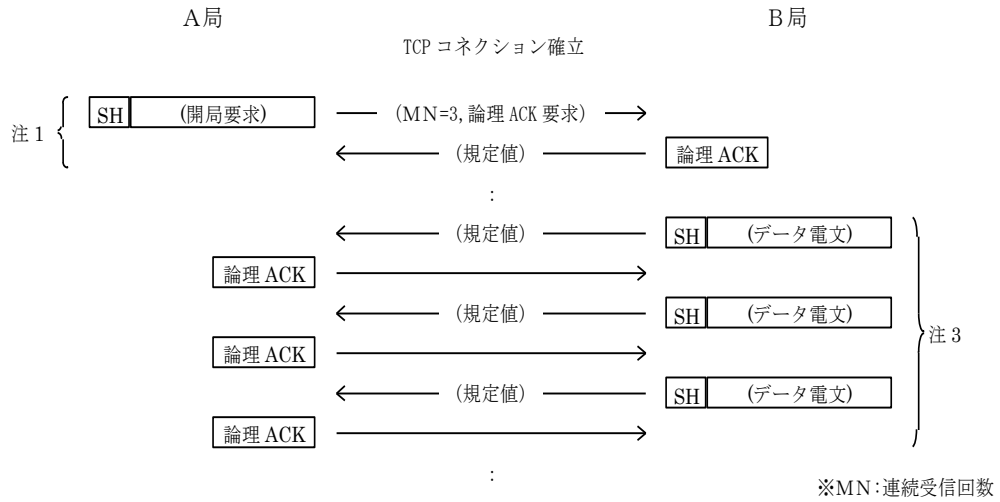 A局 B局
TCP コネクション確立
注1 SH (開局要求) (MN=3,論理 ACK 要求)
(規定値) 論理 ACK
:
(規定値) SH (データ電文)
論理 ACK
(規定値) SH (データ電文)
注3
論理 ACK
(規定値) SH (データ電文)
論理 ACK
:
※MN:連続受信回数